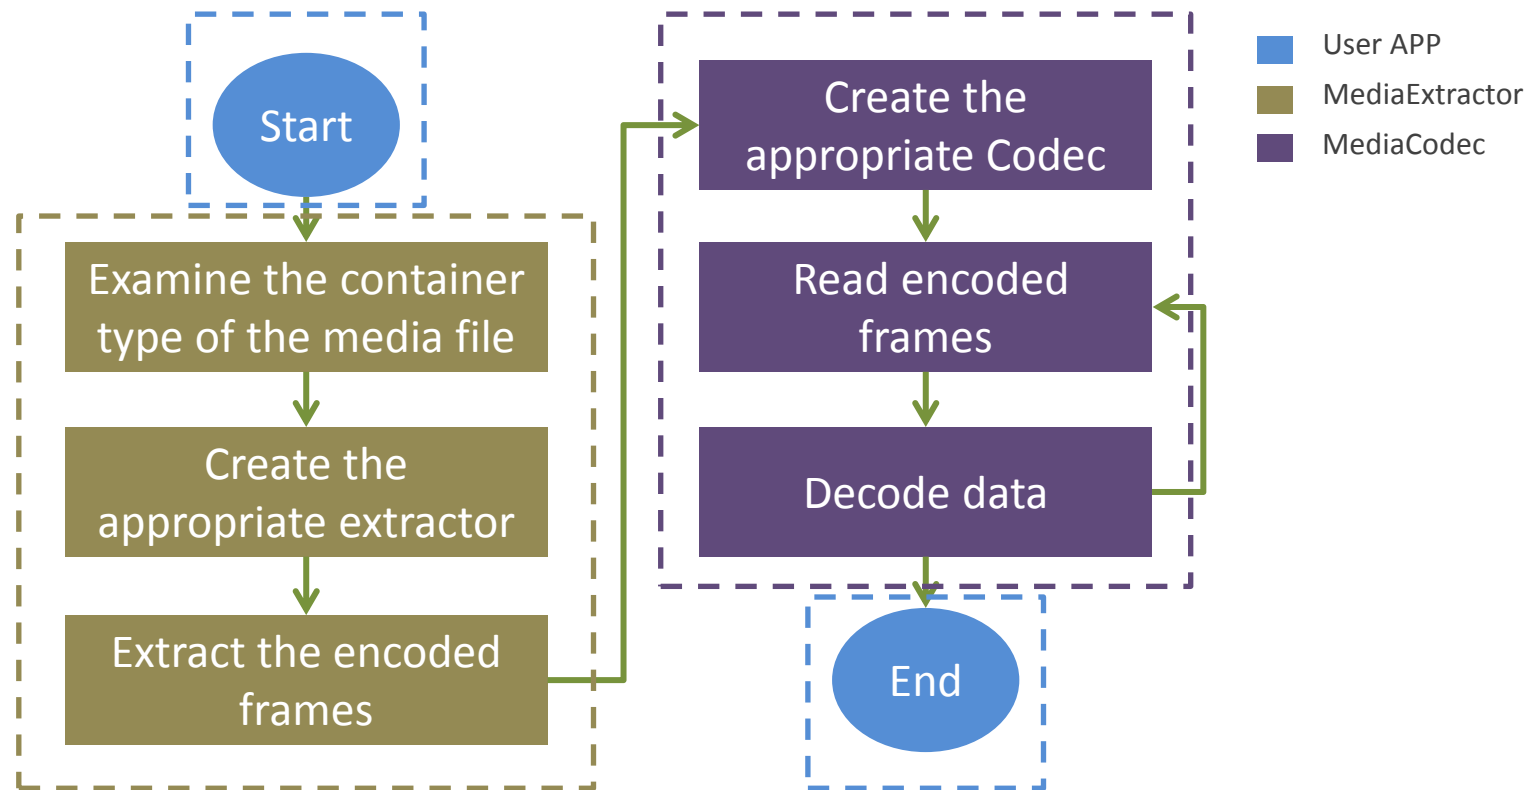 Start
Examine the container
type of the media file
Create the
appropriate extractor
Extract the encoded
frames
Create the
appropriate Codec
Read encoded
frames
Decode data
End
User APP
MediaExtractor
MediaCodec